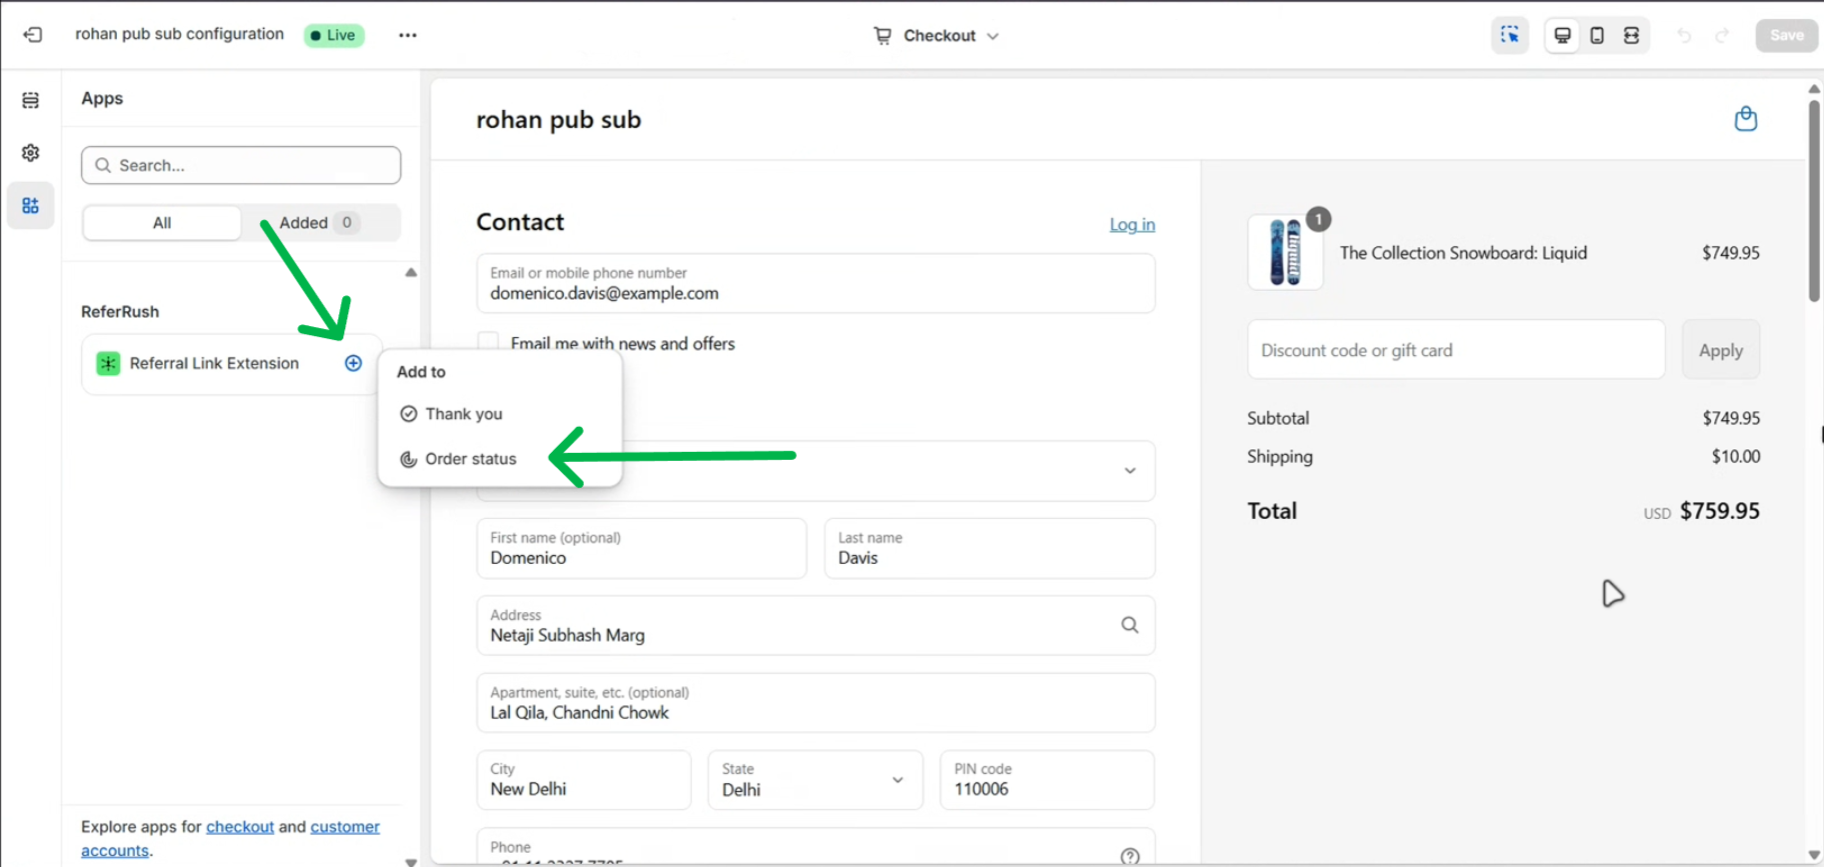 rohan pub sub configuration
Live
Checkout
Save
Apps
Search...
All
Added 0
ReferRush
Referral Link Extension
Add to
Thank you
Order status
Explore apps for checkout and customer
accounts.
rohan pub sub
Contact
Log in
Email or mobile phone number
domenico.davis@example.com
Email me with news and offers
First name (optional)
Domenico
Last name
Davis
Address
Netaji Subhash Marg
Apartment, suite, etc. (optional)
Lal Qila, Chandni Chowk
City
New Delhi
State
Delhi
PIN code
110006
Phone
1
The Collection Snowboard: Liquid
$749.95
Discount code or gift card
Apply
Subtotal
$749.95
Shipping
$10.00
Total
USD $759.95